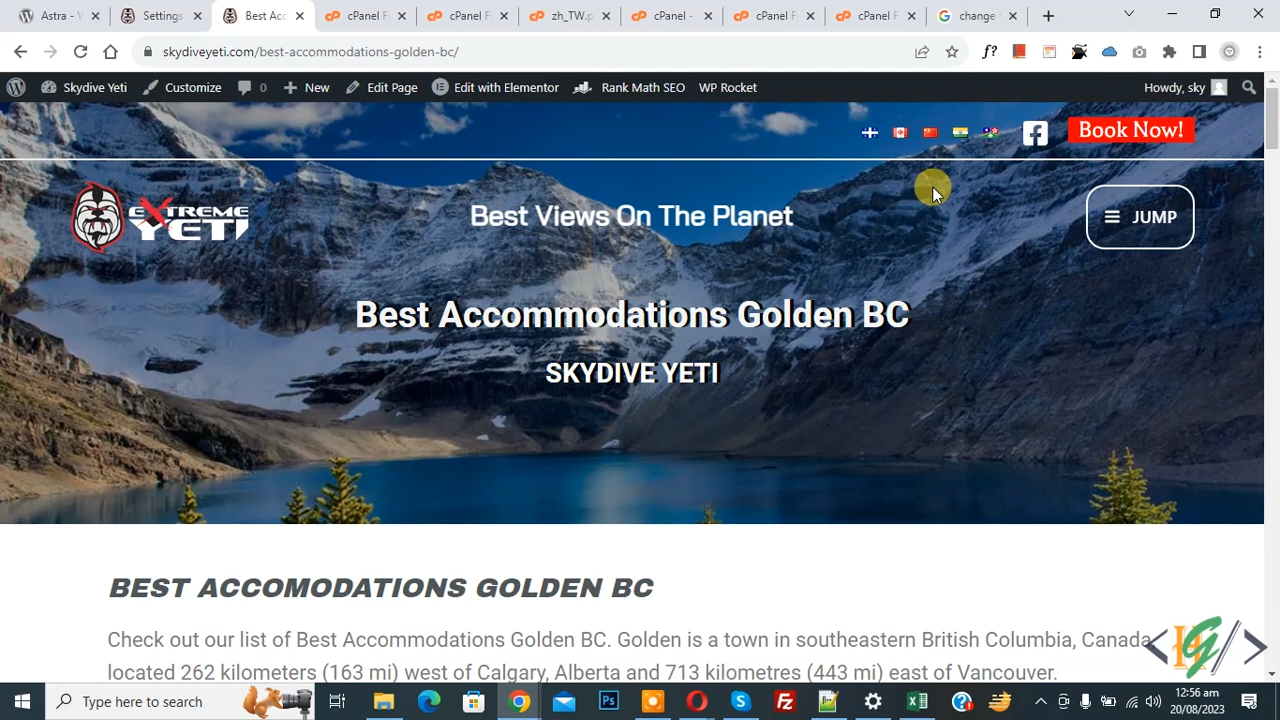 Astra - V
Settings
Best Acc
cPanel F
cPanel F
zh_TW.p
cPanel -
cPanel F
cPanel F
change
skydiveyeti.com/best-accommodations-golden-bc/
f?
Skydive Yeti
Customize
0
New
Edit Page
Edit with Elementor
Rank Math SEO
WP Rocket
Howdy, sky
Book Now!
EXTREME
YETI
Best Views On The Planet
JUMP
Best Accommodations Golden BC
SKYDIVE YETI
BEST ACCOMODATIONS GOLDEN BC
Check out our list of Best Accommodations Golden BC. Golden is a town in southeastern British Columbia, Canada,
located 262 kilometers (163 mi) west of Calgary, Alberta and 713 kilometres (443 mi) east of Vancouver.
Type here to search
12:56 am
20/08/2023